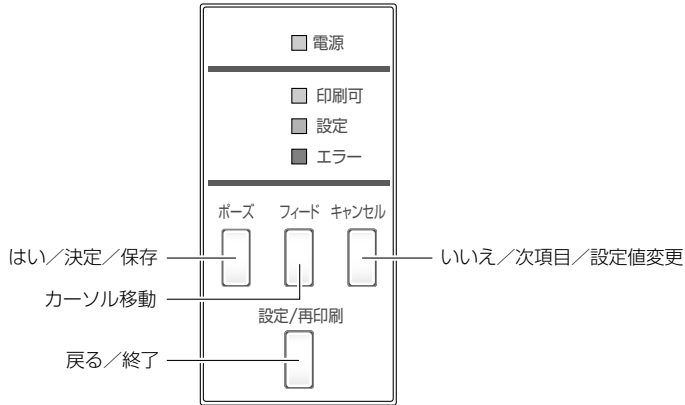 電源
印刷可
設定
エラー
ポーズ フィード キャンセル
はい／決定／保存
いいえ／次項目／設定値変更
カーソル移動
設定/再印刷
戻る／終了